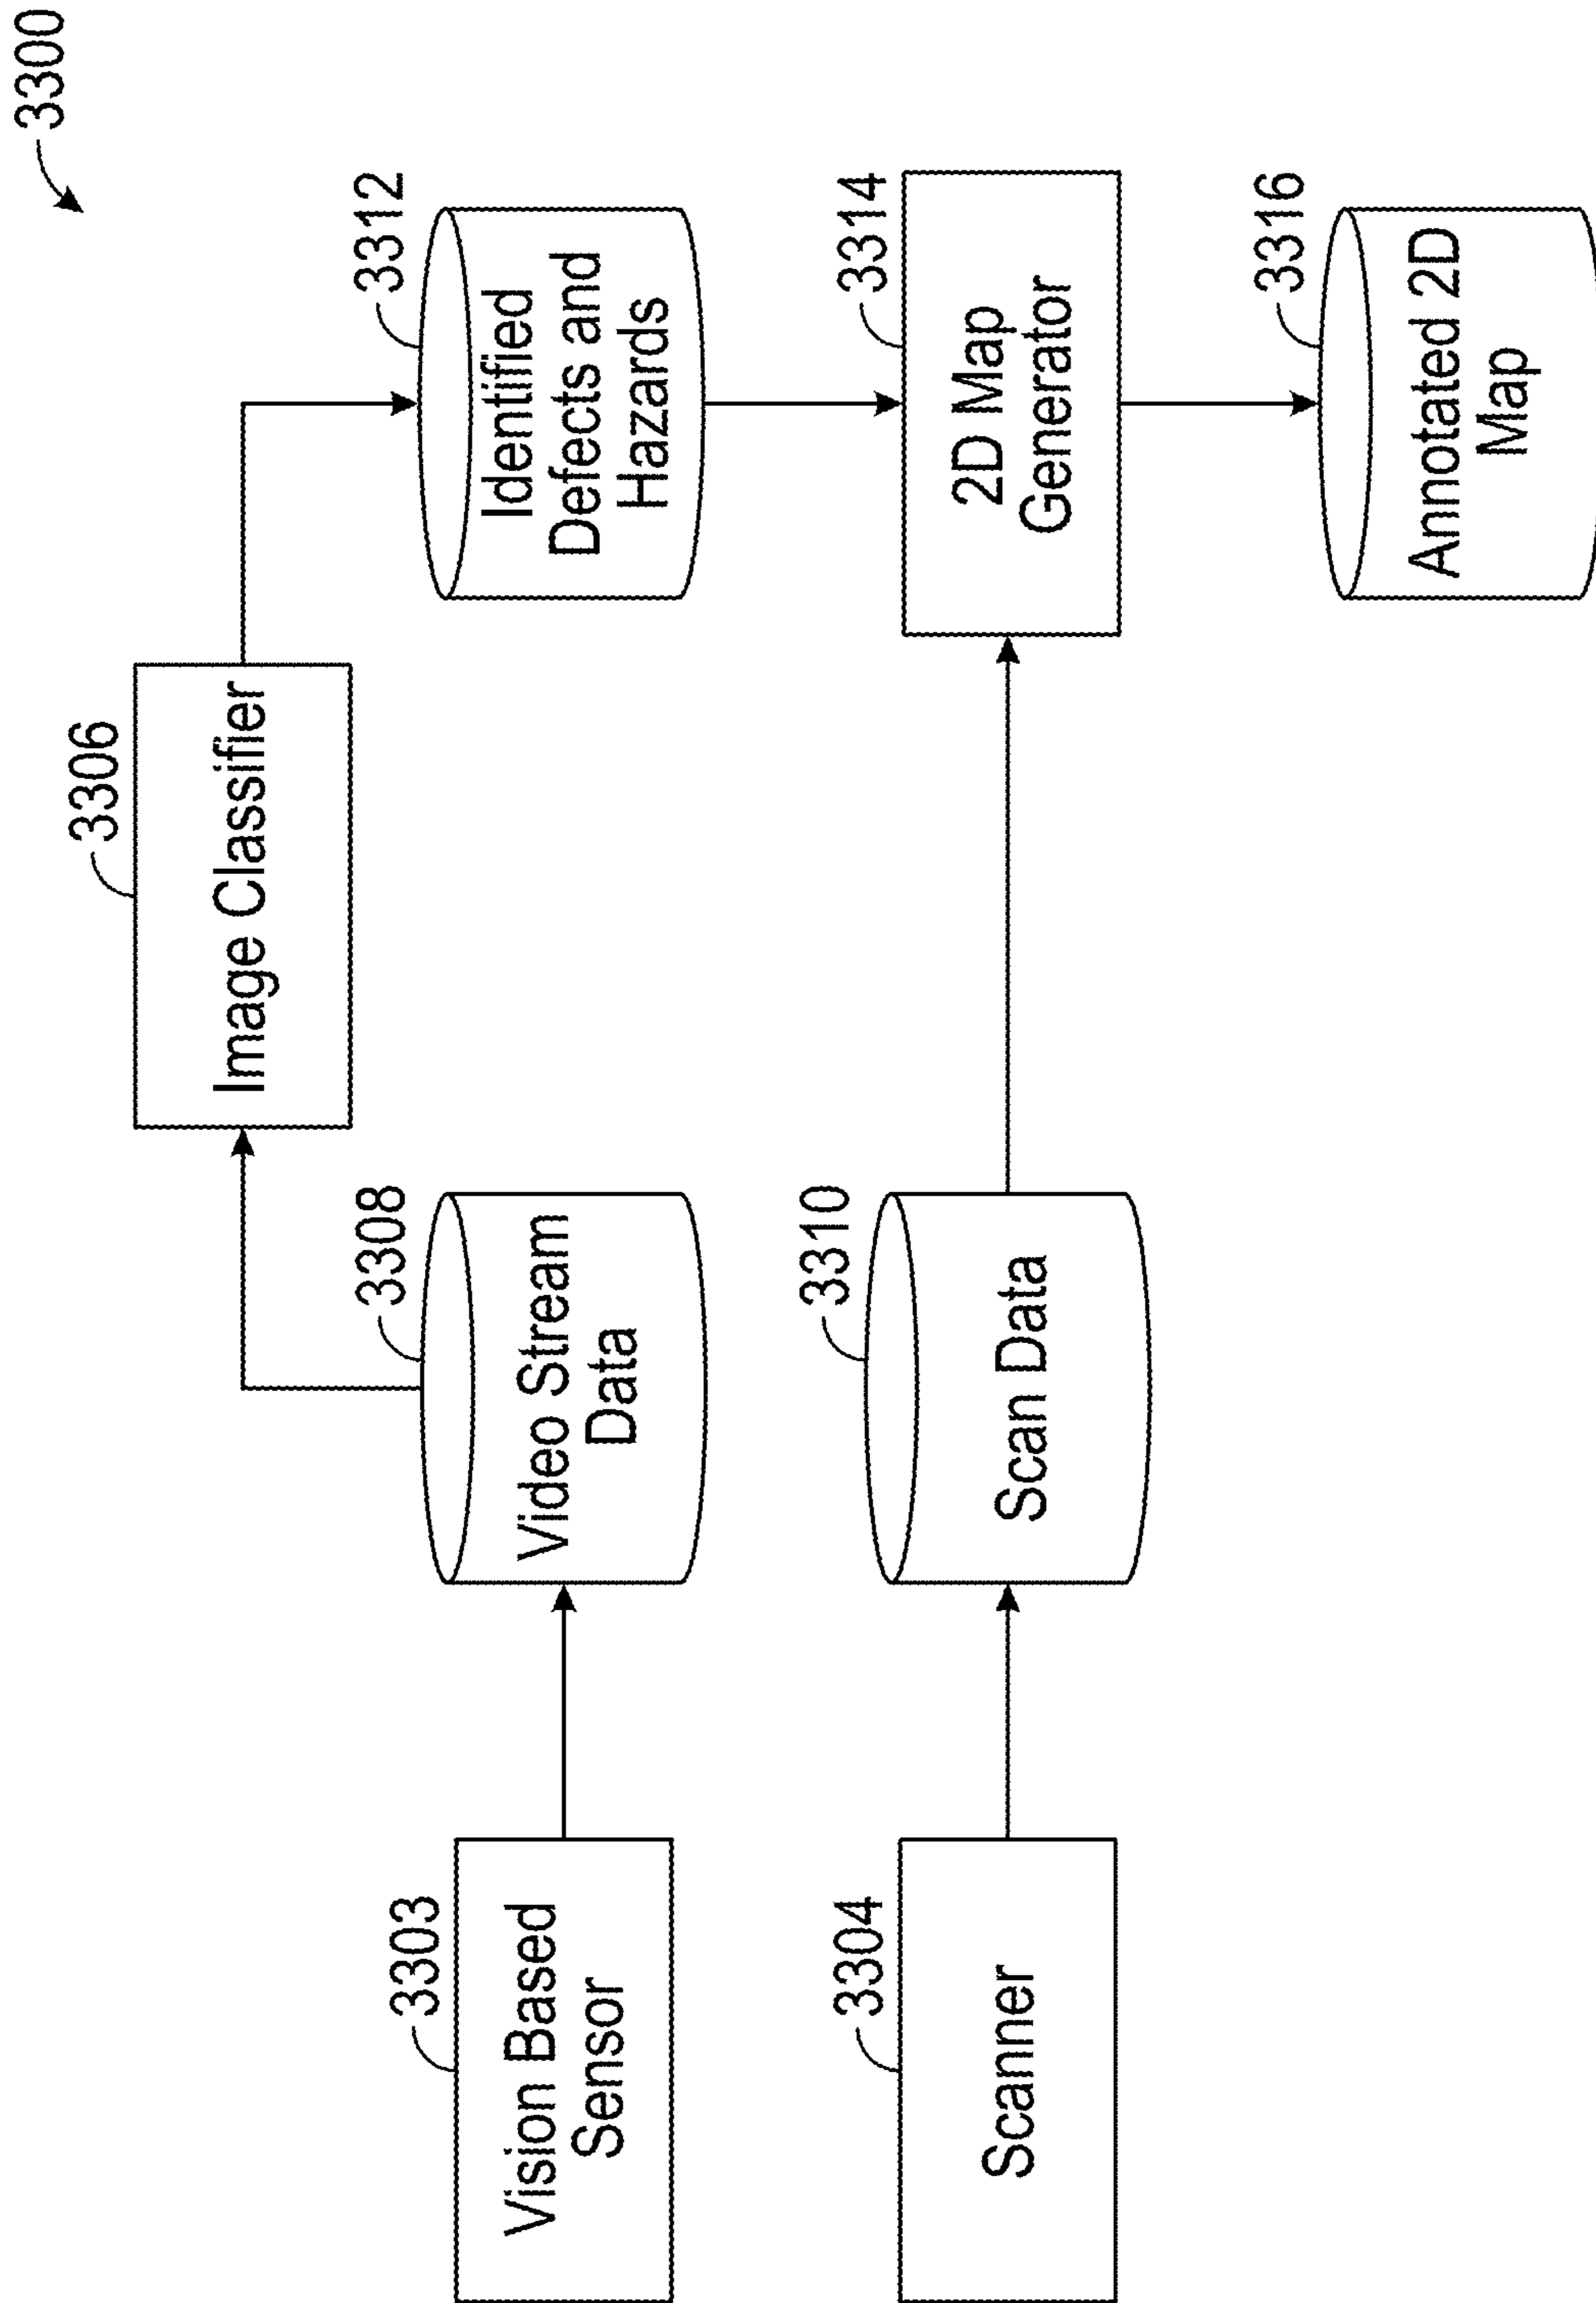 3300
3306
Image Classifier
3303
Vision Based
Sensor
3308
Video Stream
Data
3312
Identified
Defects and
Hazards
3304
Scanner
3310
Scan Data
3314
2D Map
Generator
3316
Annotated 2D
Map